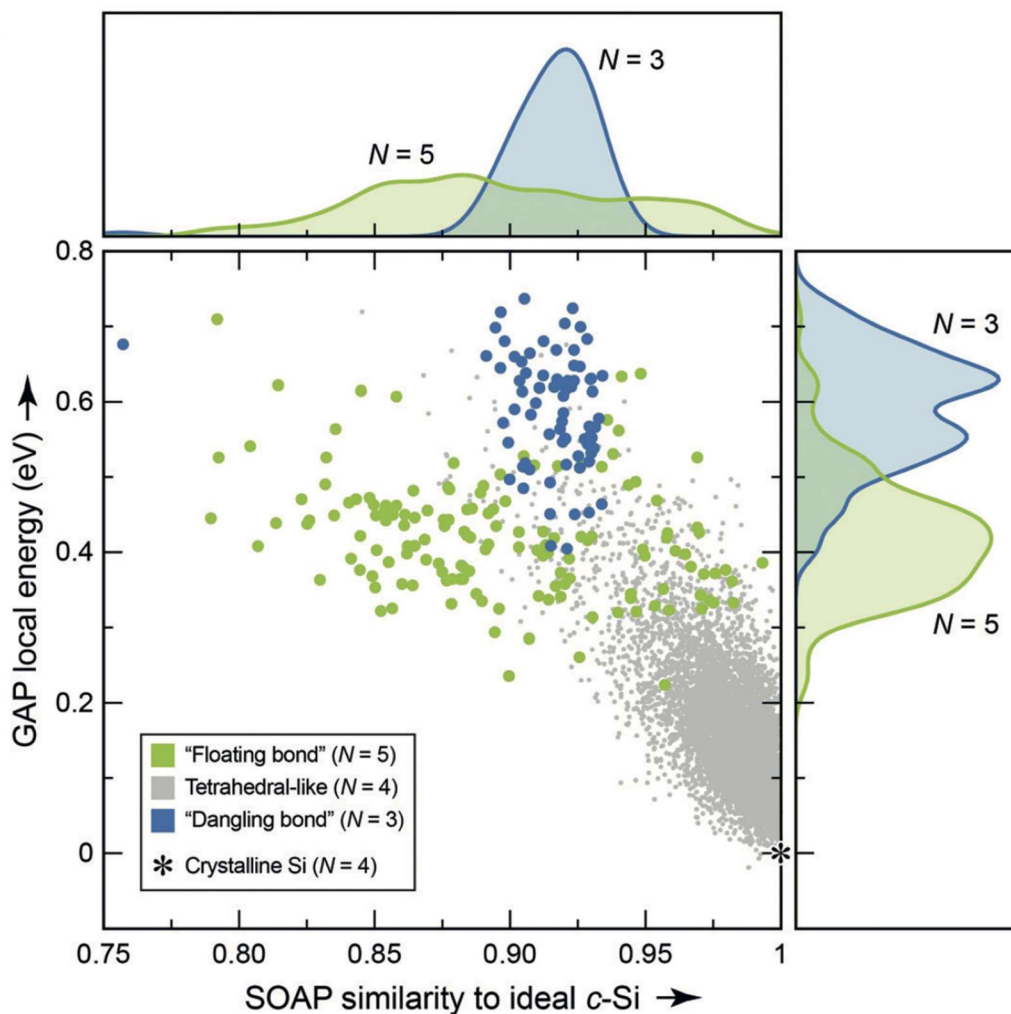 N = 3
N = 5
0.8
0.6
0.4
0.2
0
GAP local energy (eV)
N = 3
N = 5
"Floating bond" (N = 5)
Tetrahedral-like (N = 4)
"Dangling bond" (N = 3)
* Crystalline Si (N = 4)
*
0.75 0.80 0.85 0.90 0.95 1
SOAP similarity to ideal c-Si